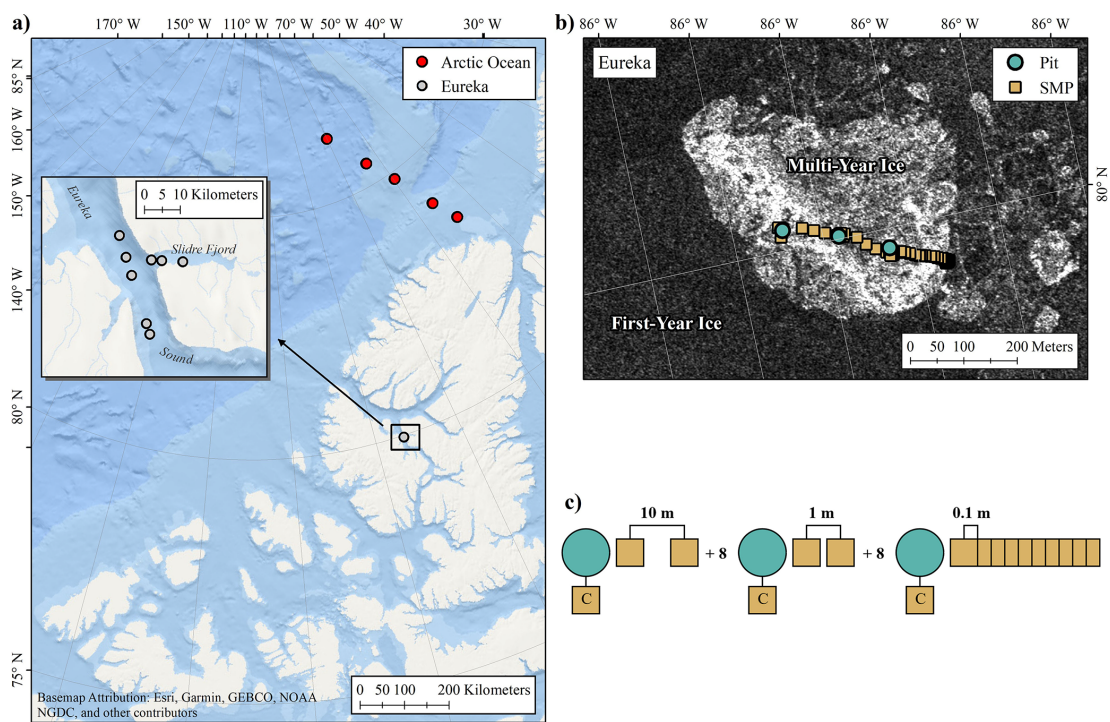 a)
170° W 150° W 110° W 70° W 50° W 40° W 30° W
85° N
160° W
150° W
140° W
80° N
75° N
Arctic Ocean
Eureka
0 5 10 Kilometers
Eureka
Slidre Fjord
Sound
Basemap Attribution: Esri, Garmin, GEBCO, NOAA
NGDC, and other contributors
0 50 100 200 Kilometers
b)
86° W 86° W 86° W 86° W 86° W 86° W
Eureka
Pit
SMP
Multi-Year Ice
First-Year Ice
80° N
0 50 100 200 Meters
c)
10 m 1 m 0.1 m
+ 8 + 8
C C C